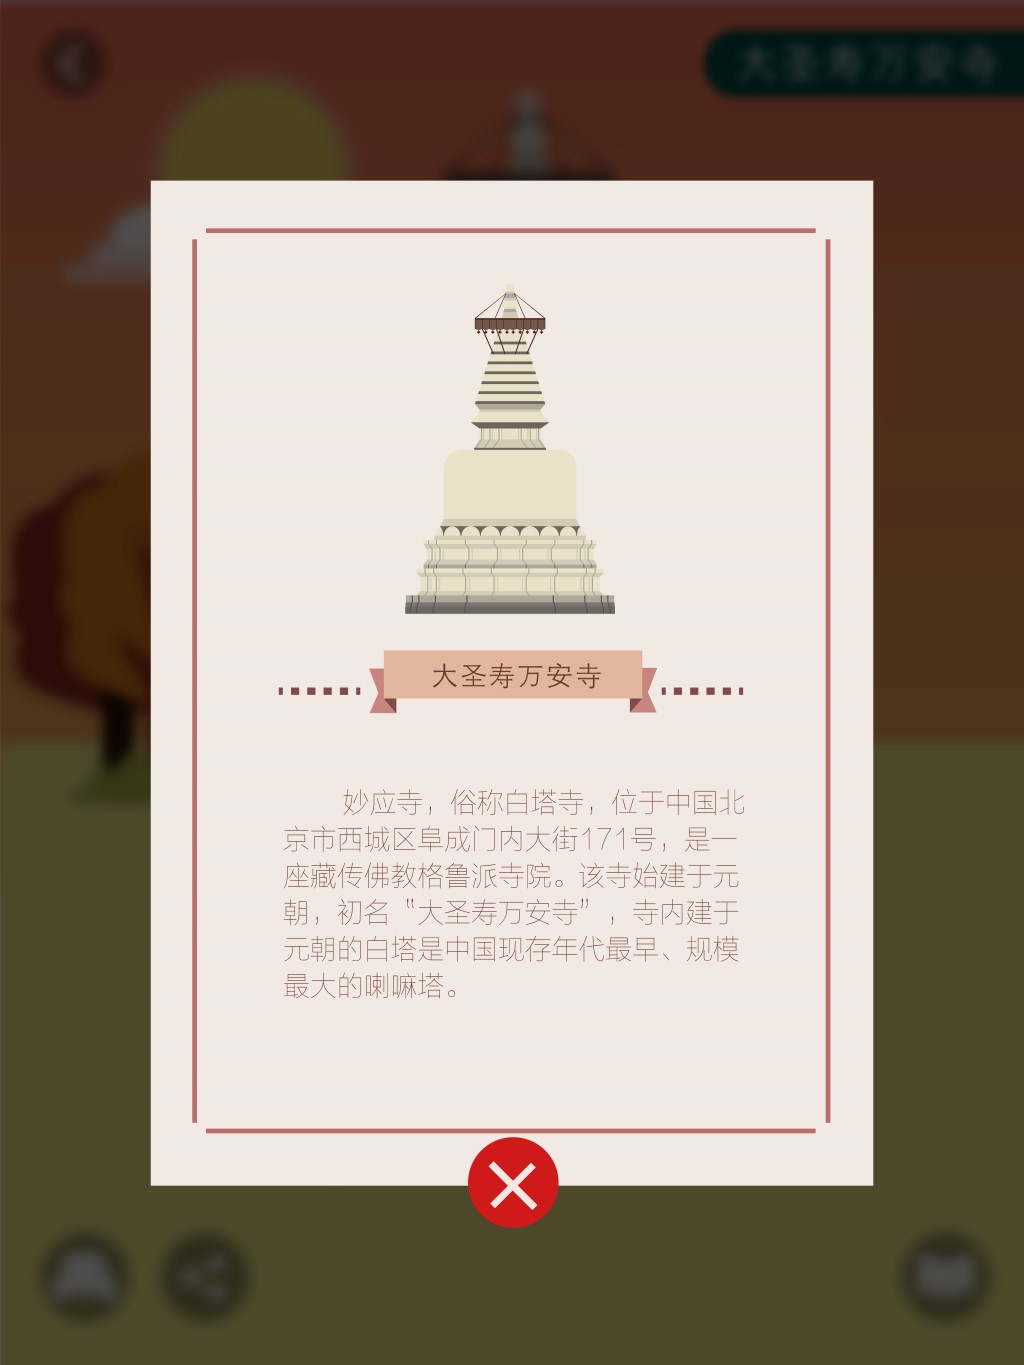 大圣寿万安寺
大圣寿万安寺
妙应寺，俗称白塔寺，位于中国北
京市西城区阜成门内大街171号，是一
座藏传佛教格鲁派寺院。该寺始建于元
朝，初名“大圣寿万安寺”，寺内建于
元朝的白塔是中国现存年代最早、规模
最大的喇嘛塔。